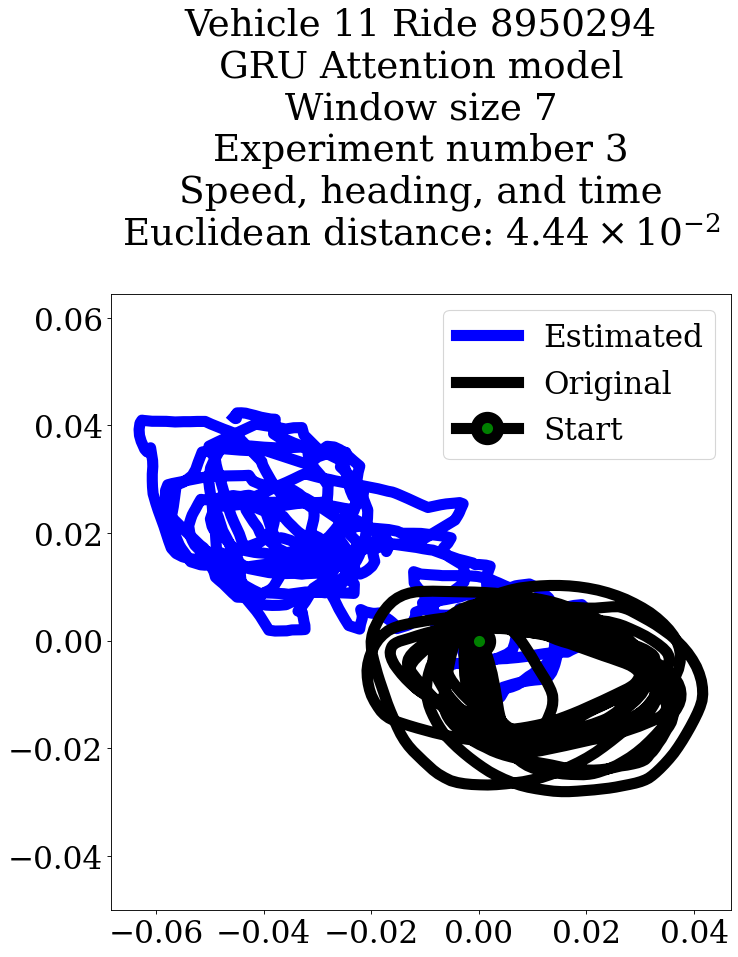 Vehicle 11 Ride 8950294
GRU Attention model
Window size 7
Experiment number 3
Speed, heading, and time
Euclidean distance: 4.44 × 10⁻²
Estimated
Original
Start
0.06
0.04
0.02
0.00
−0.02
−0.04
−0.06 −0.04 −0.02 0.00 0.02 0.04